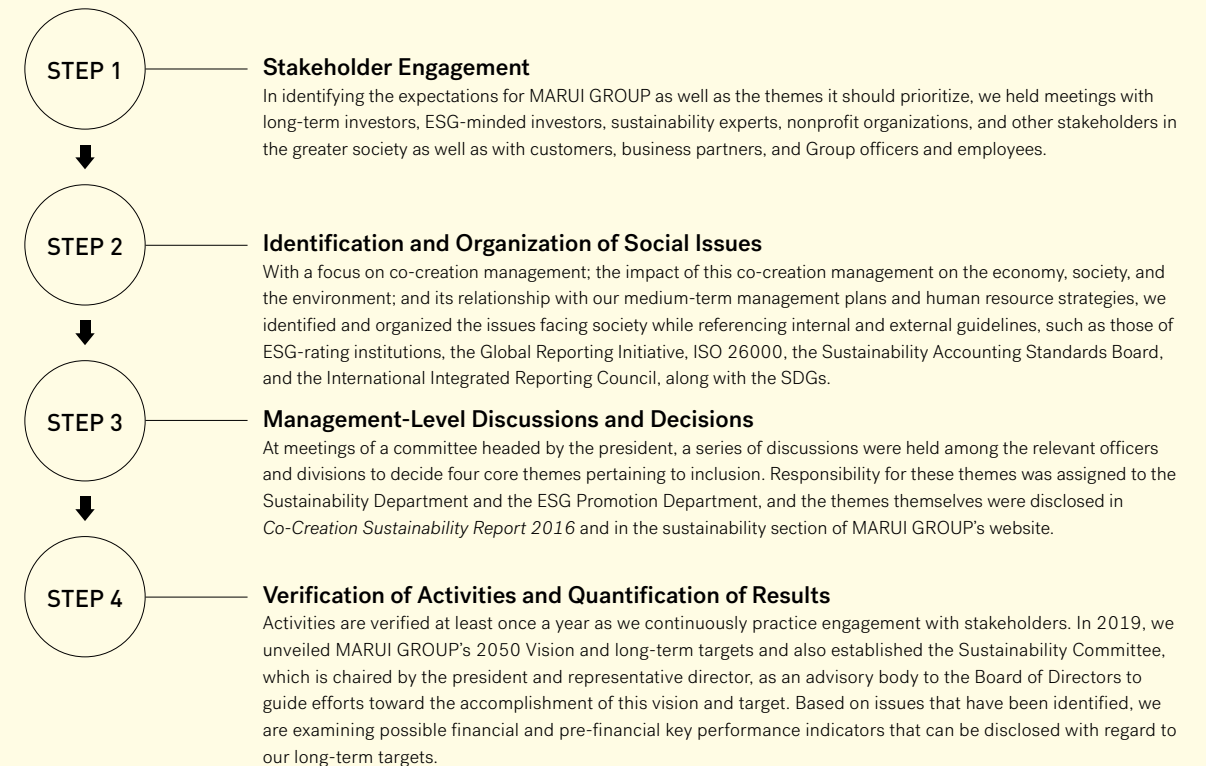 STEP 1
Stakeholder Engagement
In identifying the expectations for MARUI GROUP as well as the themes it should prioritize, we held meetings with
long-term investors, ESG-minded investors, sustainability experts, nonprofit organizations, and other stakeholders in
the greater society as well as with customers, business partners, and Group officers and employees.
STEP 2
Identification and Organization of Social Issues
With a focus on co-creation management; the impact of this co-creation management on the economy, society, and
the environment; and its relationship with our medium-term management plans and human resource strategies, we
identified and organized the issues facing society while referencing internal and external guidelines, such as those of
ESG-rating institutions, the Global Reporting Initiative, ISO 26000, the Sustainability Accounting Standards Board,
and the International Integrated Reporting Council, along with the SDGs.
STEP 3
Management-Level Discussions and Decisions
At meetings of a committee headed by the president, a series of discussions were held among the relevant officers
and divisions to decide four core themes pertaining to inclusion. Responsibility for these themes was assigned to the
Sustainability Department and the ESG Promotion Department, and the themes themselves were disclosed in
Co-Creation Sustainability Report 2016 and in the sustainability section of MARUI GROUP's website.
STEP 4
Verification of Activities and Quantification of Results
Activities are verified at least once a year as we continuously practice engagement with stakeholders. In 2019, we
unveiled MARUI GROUP's 2050 Vision and long-term targets and also established the Sustainability Committee,
which is chaired by the president and representative director, as an advisory body to the Board of Directors to
guide efforts toward the accomplishment of this vision and target. Based on issues that have been identified, we
are examining possible financial and pre-financial key performance indicators that can be disclosed with regard to
our long-term targets.